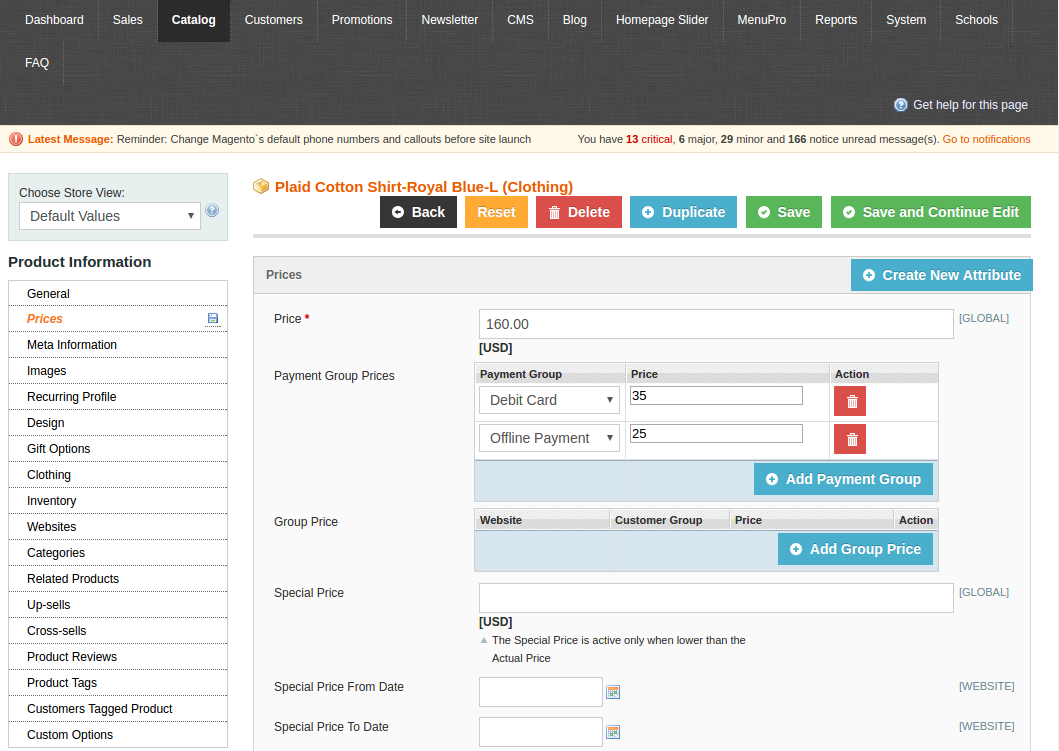 Dashboard Sales Catalog Customers Promotions Newsletter CMS Blog Homepage Slider MenuPro Reports System Schools
FAQ
Get help for this page
Latest Message: Reminder: Change Magento`s default phone numbers and callouts before site launch You have 13 critical, 6 major, 29 minor and 166 notice unread message(s). Go to notifications
Choose Store View:
Default Values
Product Information
General
Prices
Meta Information
Images
Recurring Profile
Design
Gift Options
Clothing
Inventory
Websites
Categories
Related Products
Up-sells
Cross-sells
Product Reviews
Product Tags
Customers Tagged Product
Custom Options
Plaid Cotton Shirt-Royal Blue-L (Clothing)
Back Reset Delete Duplicate Save Save and Continue Edit
Prices Create New Attribute
Price * 160.00 [GLOBAL]
[USD]
Payment Group Prices Payment Group Price Action
Debit Card 35
Offline Payment 25
Add Payment Group
Group Price Website Customer Group Price Action
Add Group Price
Special Price [GLOBAL]
[USD]
The Special Price is active only when lower than the
Actual Price
Special Price From Date [WEBSITE]
Special Price To Date [WEBSITE]